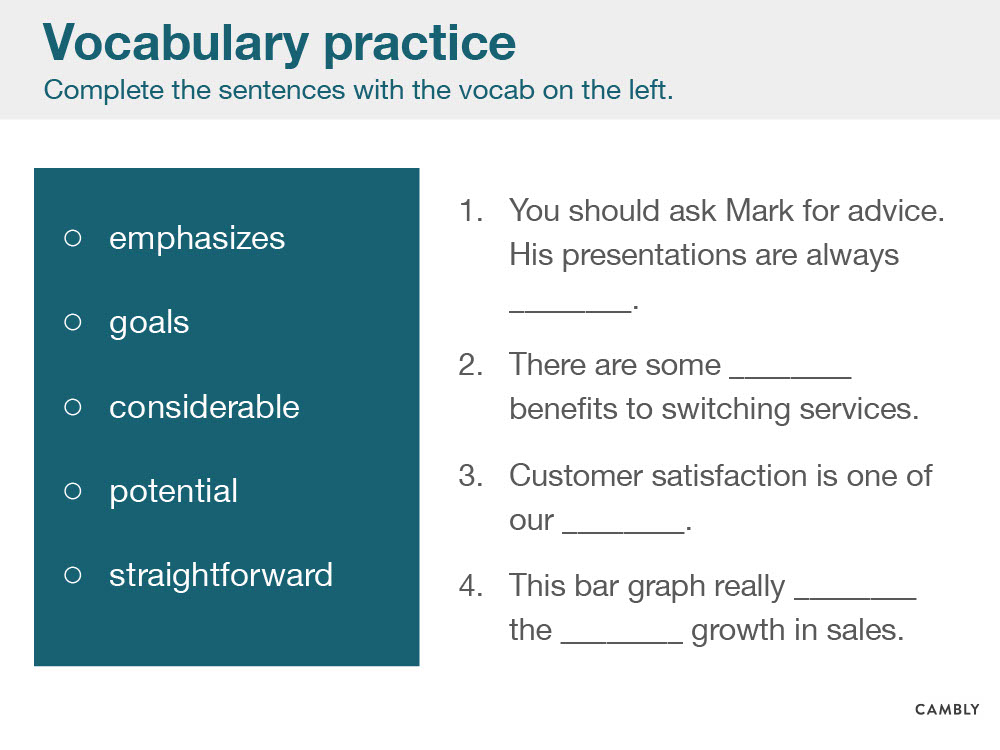 Vocabulary practice
Complete the sentences with the vocab on the left.
○ emphasizes
○ goals
○ considerable
○ potential
○ straightforward
1. You should ask Mark for advice.
His presentations are always
________.
2. There are some ________
benefits to switching services.
3. Customer satisfaction is one of
our ________.
4. This bar graph really ________
the ________ growth in sales.
CAMBLY